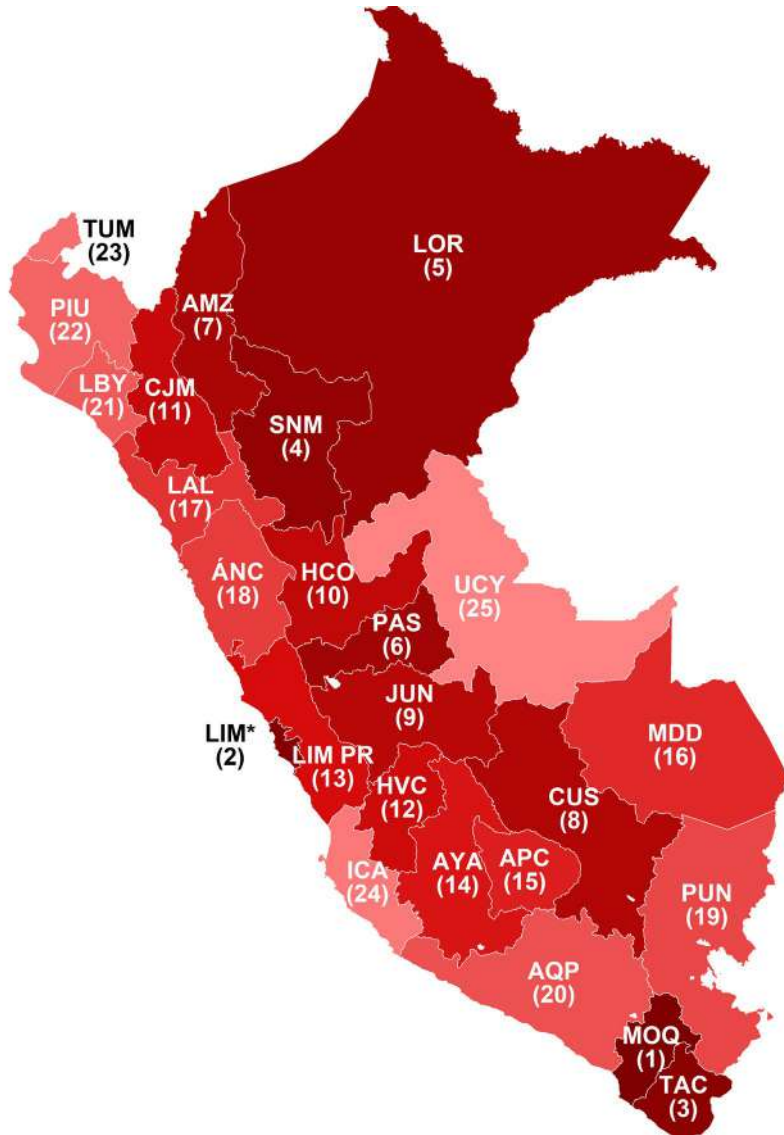 TUM
(23)
LOR
(5)
PIU
(22)
AMZ
(7)
LBY
(21)
CJM
(11)
SNM
(4)
LAL
(17)
ÁNC
(18)
HCO
(10)
UCY
(25)
PAS
(6)
JUN
(9)
LIM*
(2)
LIM PR
(13)
MDD
(16)
HVC
(12)
CUS
(8)
ICA
(24)
AYA
(14)
APC
(15)
PUN
(19)
AQP
(20)
MOQ
(1)
TAC
(3)